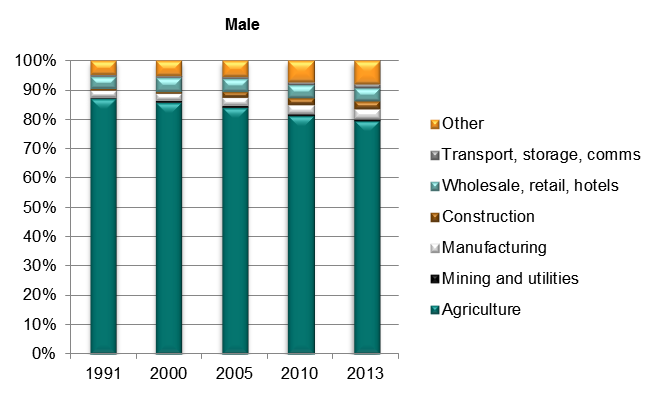 Male
100%
90%
80%
70%
60%
50%
40%
30%
20%
10%
0%
1991 2000 2005 2010 2013
Other
Transport, storage, comms
Wholesale, retail, hotels
Construction
Manufacturing
Mining and utilities
Agriculture